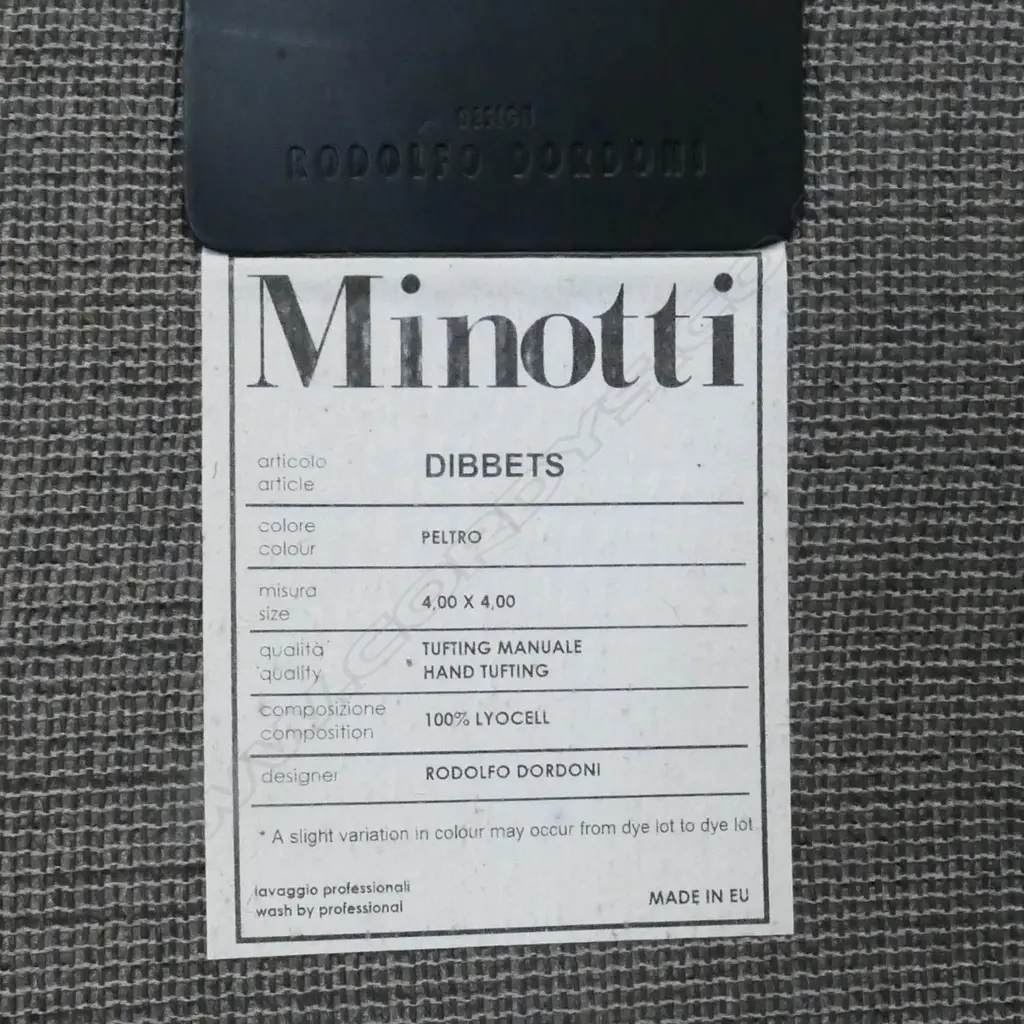 DESIGN
RODOLFO DORDONI
Minotti
articolo
article
DIBBETS
colore
colour
PELTRO
misura
size
4,00 X 4,00
qualità
quality
TUFTING MANUALE
HAND TUFTING
composizione
composition
100% LYOCELL
designer
RODOLFO DORDONI
* A slight variation in colour may occur from dye lot to dye lot
lavaggio professionali
wash by professional
MADE IN EU